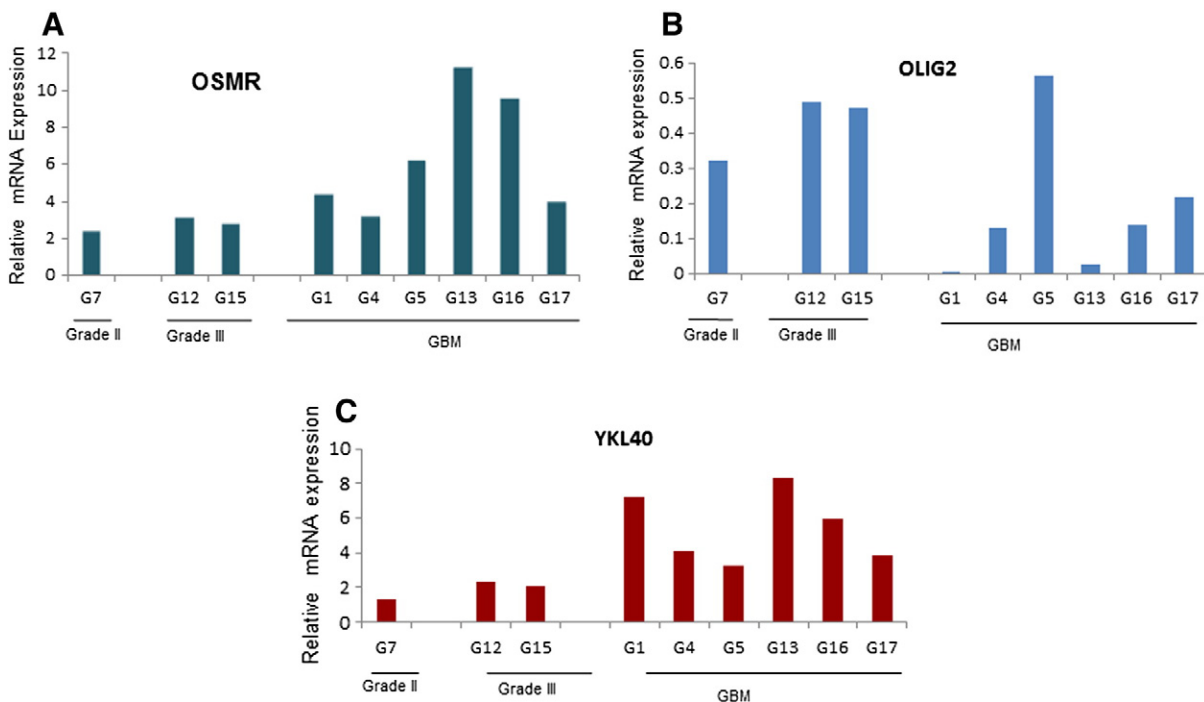 A
OSMR
Relative mRNA Expression
12
10
8
6
4
2
0
G7 G12 G15 G1 G4 G5 G13 G16 G17
Grade II Grade III GBM
B
OLIG2
Relative mRNA expression
0.6
0.5
0.4
0.3
0.2
0.1
0
G7 G12 G15 G1 G4 G5 G13 G16 G17
Grade II Grade III GBM
C
YKL40
Relative mRNA expression
10
8
6
4
2
0
G7 G12 G15 G1 G4 G5 G13 G16 G17
Grade II Grade III GBM